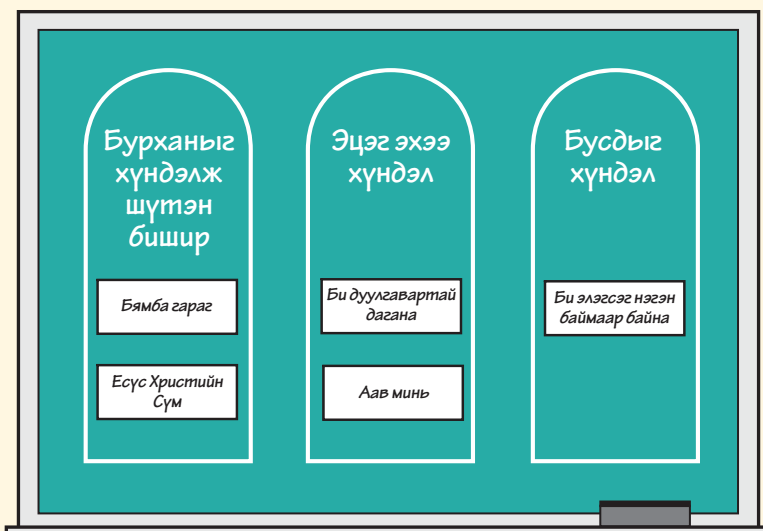 Бурханыг
хүндэлж
шүтэн
бишир
Бямба гараг
Есүс Христийн
Сүм
Эцэг эхээ
хүндэл
Би дуулгавартай
дагана
Аав минь
Бусдыг
хүндэл
Би элэгсэг нэгэн
баймаар байна